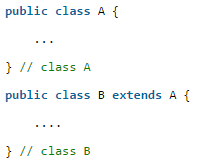 public class A {
...
} // class A
public class B extends A {
....
} // class B